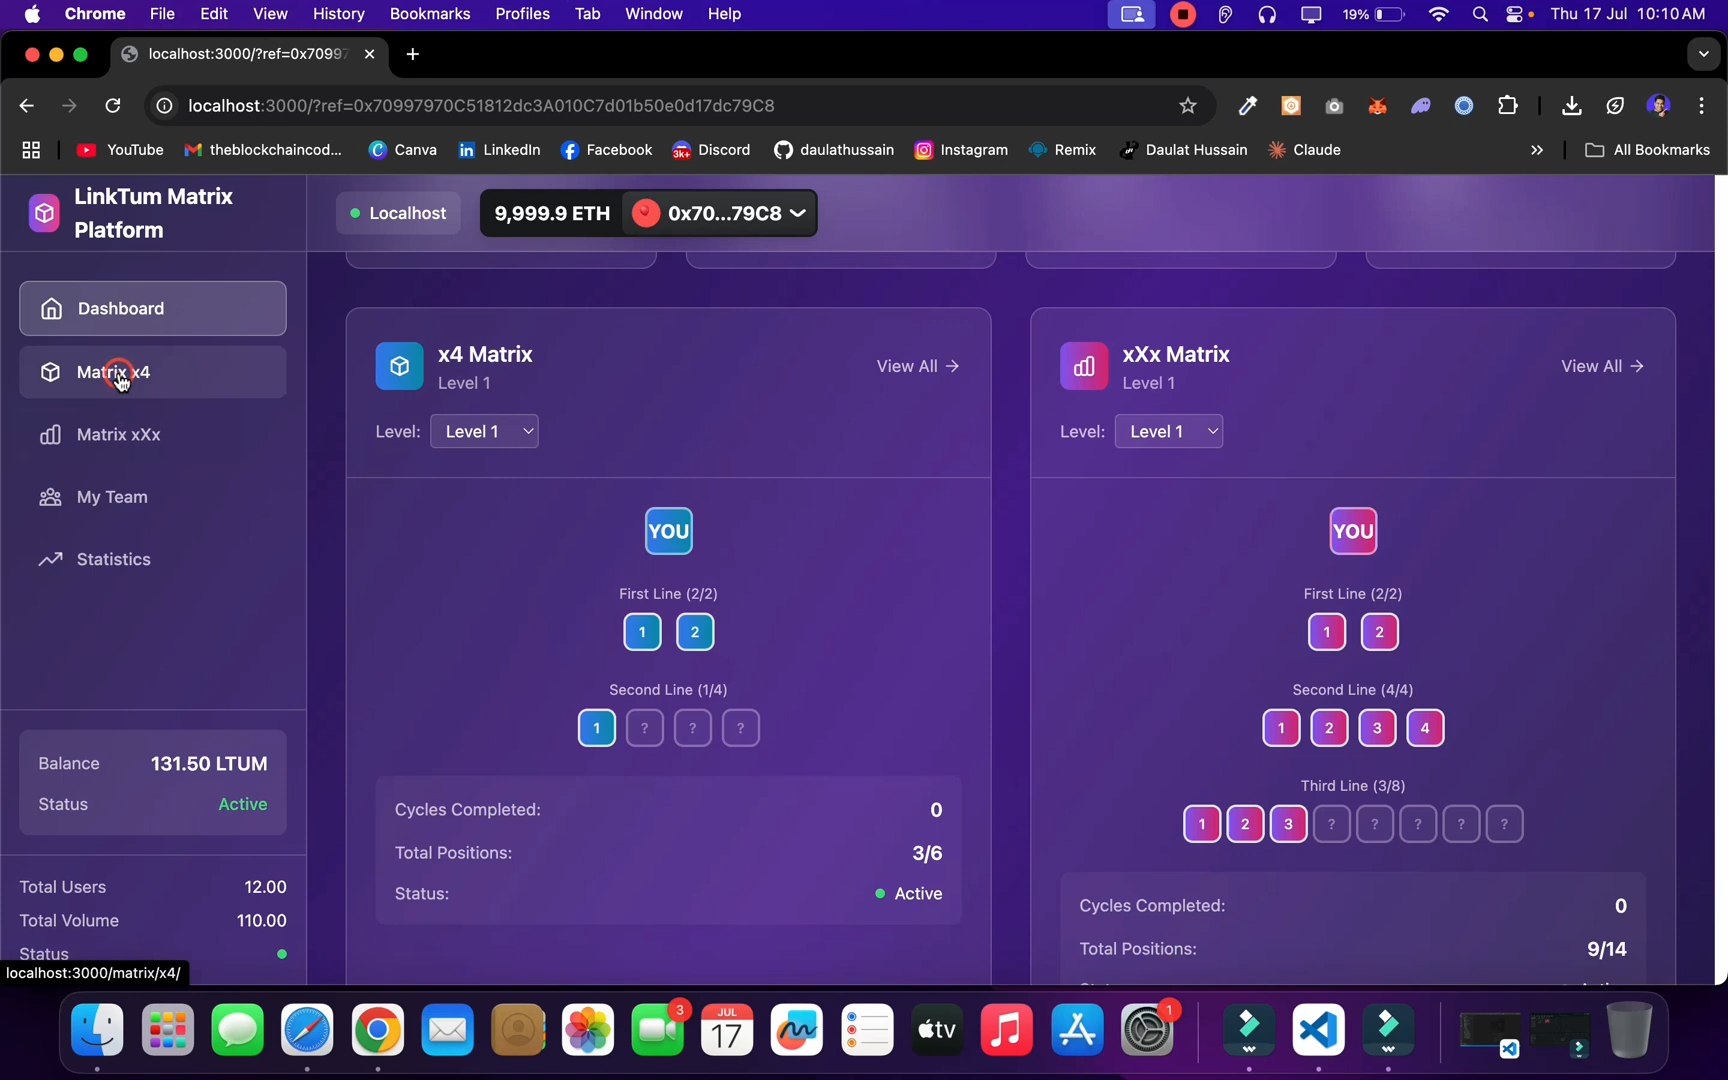 Chrome File Edit View History Bookmarks Profiles Tab Window Help 19% Thu 17 Jul 10:10 AM
localhost:3000/?ref=0x7099
localhost:3000/?ref=0x70997970C51812dc3A010C7d01b50e0d17dc79C8
YouTube theblockchaincod... Canva LinkedIn Facebook 3k+ Discord daulathussain Instagram Remix Daulat Hussain Claude » All Bookmarks
LinkTum Matrix
Platform
Localhost 9,999.9 ETH 0x70...79C8
Dashboard
Matrix x4
Matrix xXx
My Team
Statistics
Balance 131.50 LTUM
Status Active
Total Users 12.00
Total Volume 110.00
Status
localhost:3000/matrix/x4/
x4 Matrix
Level 1
View All →
Level: Level 1
YOU
First Line (2/2)
1 2
Second Line (1/4)
1 ? ? ?
Cycles Completed: 0
Total Positions: 3/6
Status: Active
xXx Matrix
Level 1
View All →
Level: Level 1
YOU
First Line (2/2)
1 2
Second Line (4/4)
1 2 3 4
Third Line (3/8)
1 2 3 ? ? ? ? ?
Cycles Completed: 0
Total Positions: 9/14
3 JUL 17 tv 1